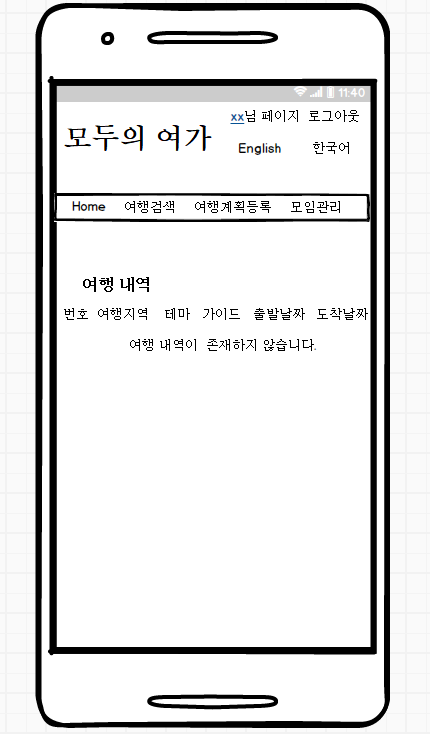 11:40
xx님 페이지 로그아웃
모두의 여가
English 한국어
Home 여행검색 여행계획등록 모임관리
여행 내역
번호 여행지역 테마 가이드 출발날짜 도착날짜
여행 내역이 존재하지 않습니다.